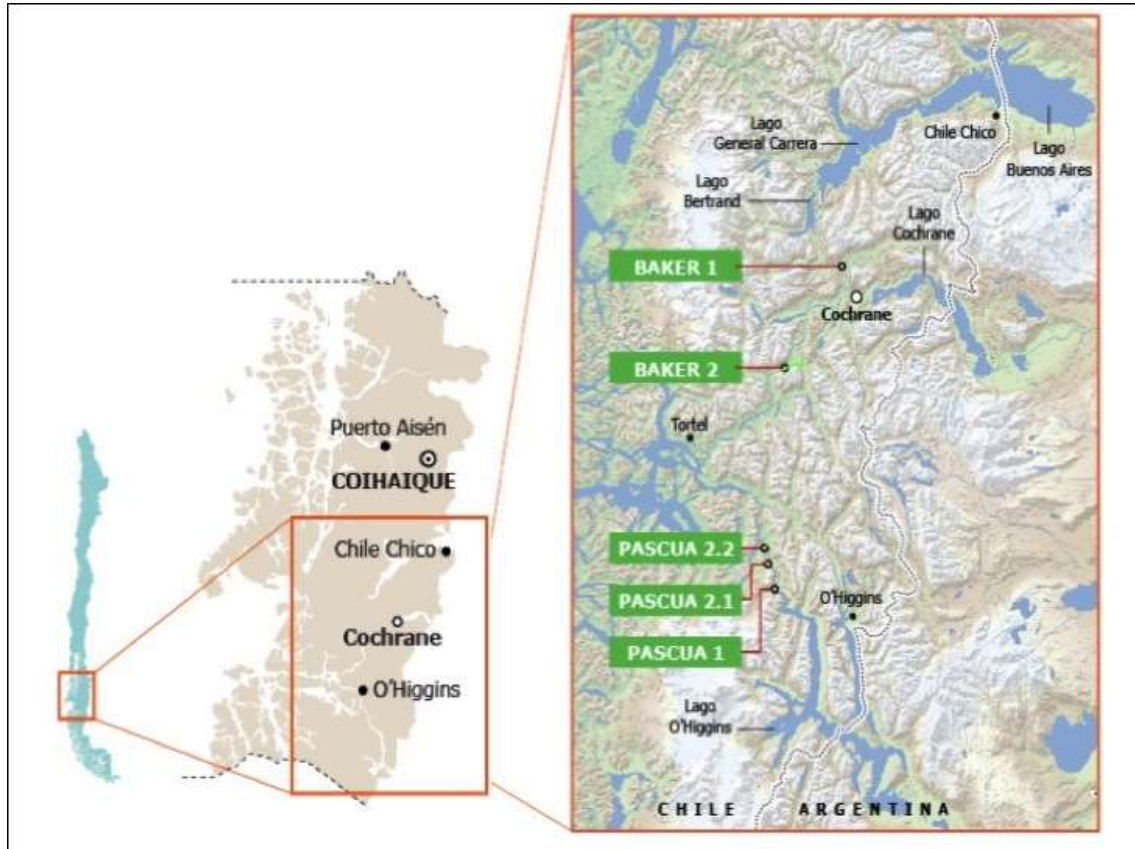 Puerto Aisén
COIHAIQUE
Chile Chico
Cochrane
O'Higgins
Lago
General Carrera
Chile Chico
Lago
Buenos Aires
Lago
Bertrand
Lago
Cochrane
BAKER 1
Cochrane
BAKER 2
Tortel
PASCUA 2.2
PASCUA 2.1
O'Higgins
PASCUA 1
Lago
O'Higgins
CHILE ARGENTINA